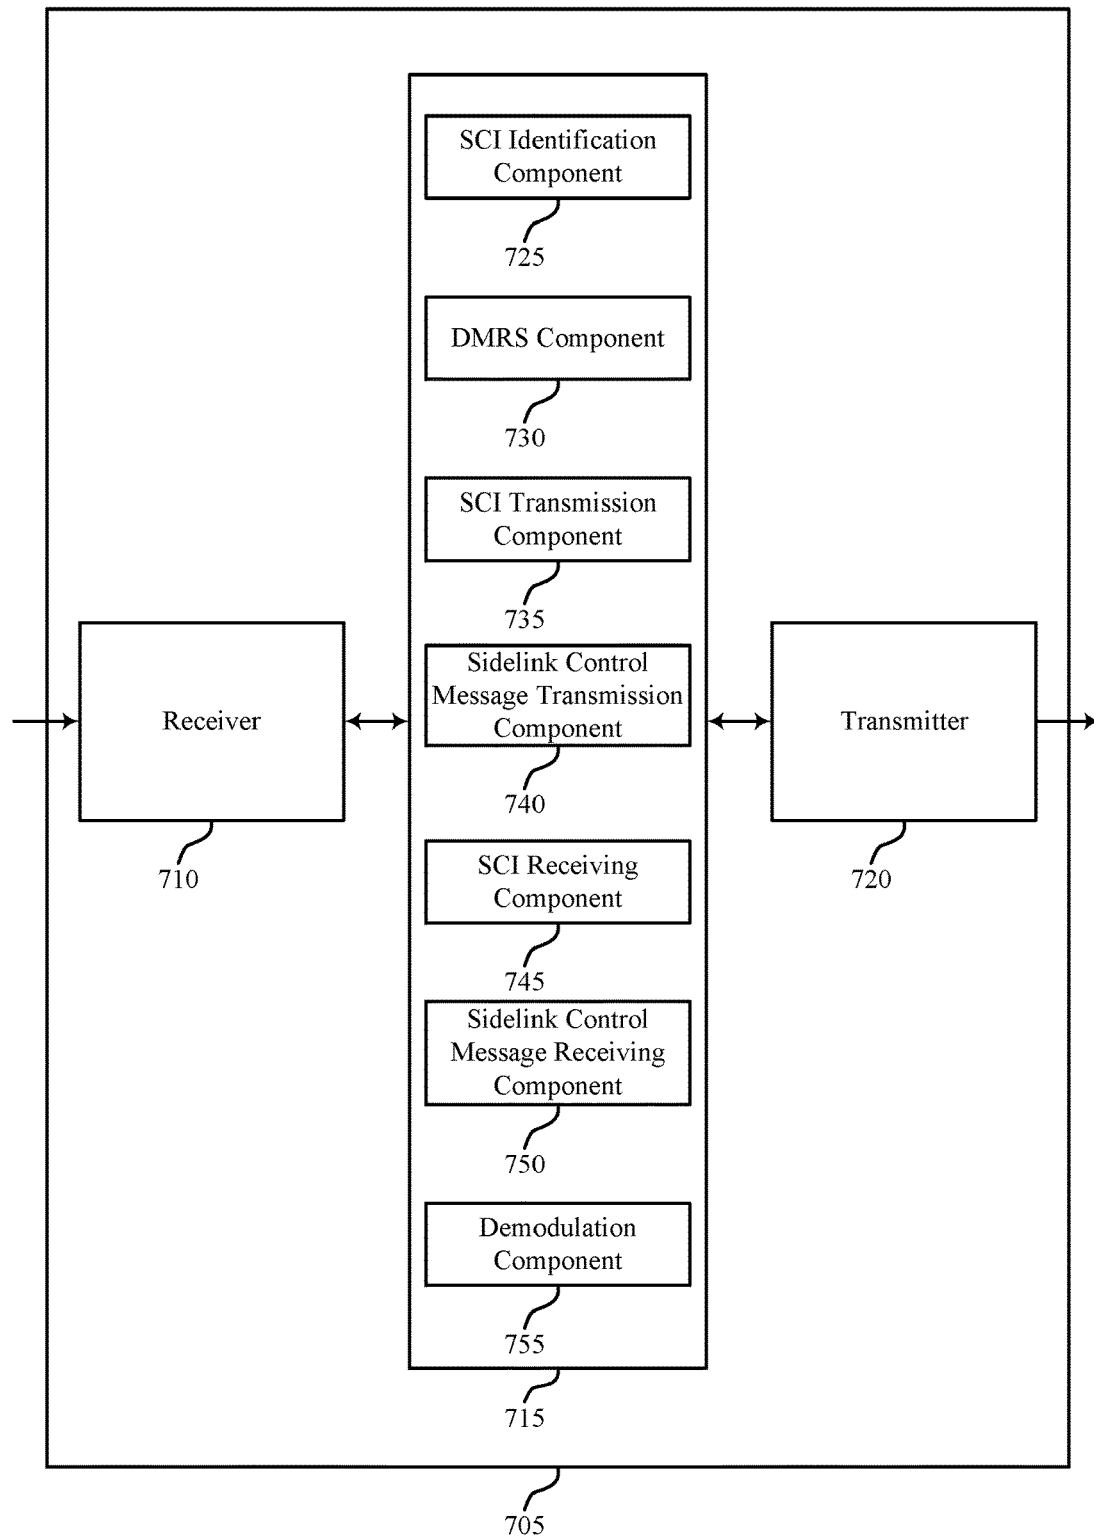 SCI Identification
Component
725
DMRS Component
730
SCI Transmission
Component
735
Sidelink Control
Message Transmission
Component
740
Receiver
710
Transmitter
720
SCI Receiving
Component
745
Sidelink Control
Message Receiving
Component
750
Demodulation
Component
755
715
705